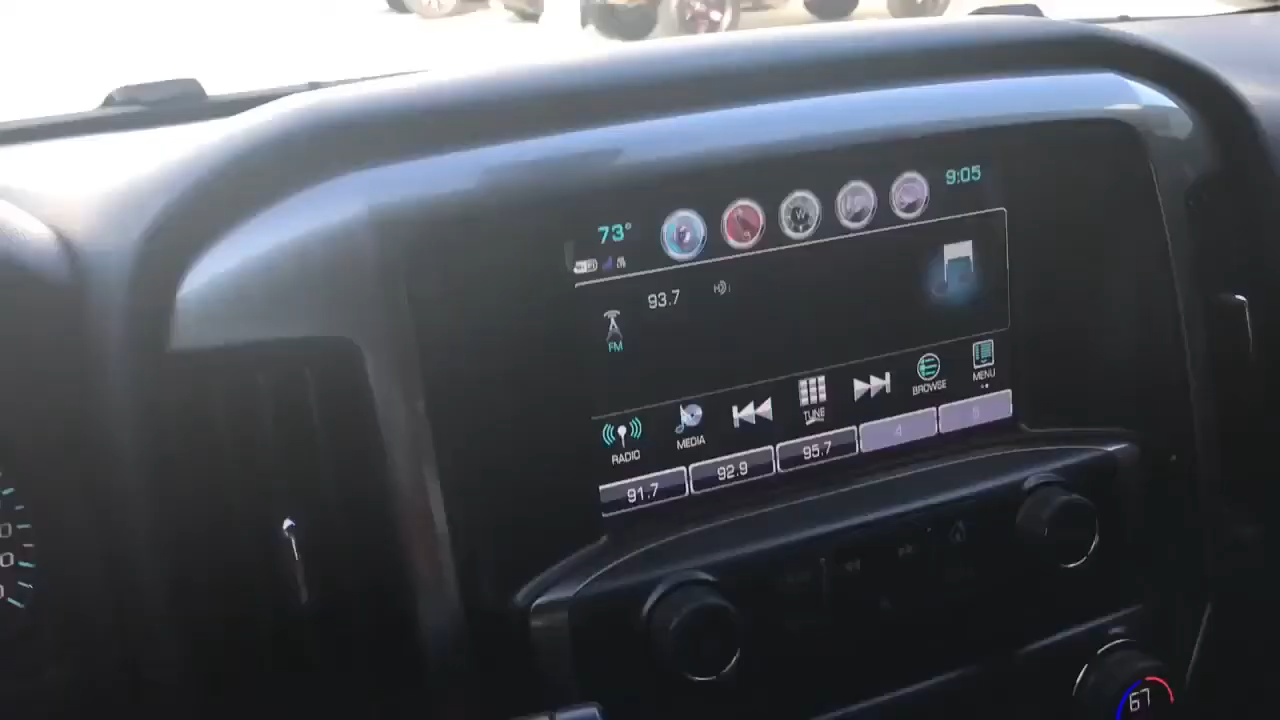 9:05
73°
93.7
FM
MENU
BROWSE
TUNE
MEDIA
RADIO
91.7
92.9
95.7
4
5
67